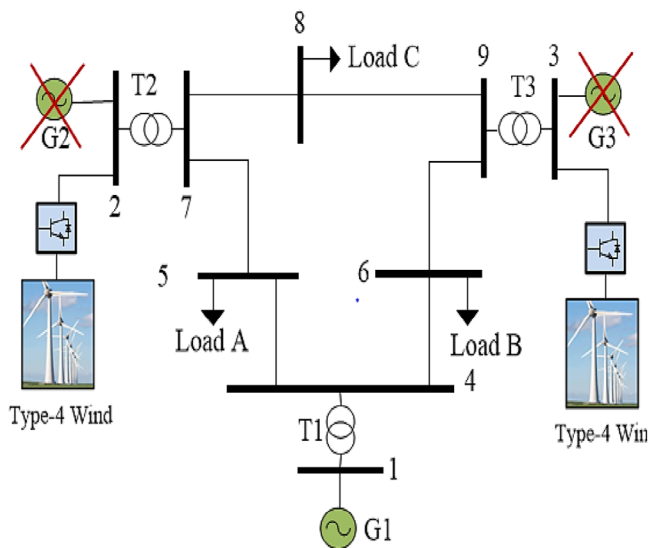 8
Load C
9
3
T2
T3
G2
G3
2
7
5
6
Load A
Load B
4
Type-4 Wind
Type-4 Win
T1
1
G1